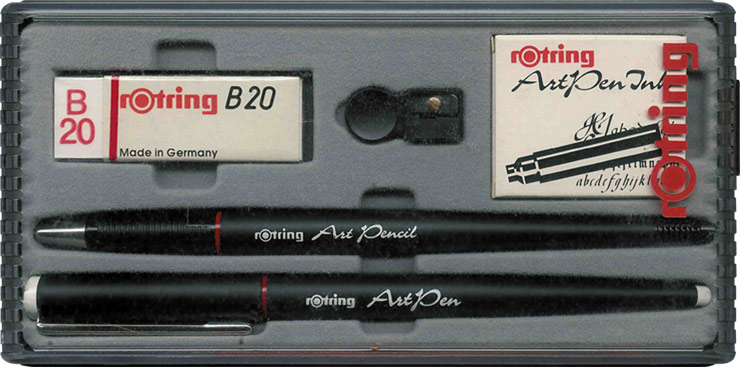 B
20
rotring B20
Made in Germany
rotring
ArtPen Ink
abcdefghijkl
rotring
rotring Art Pencil
rotring ArtPen